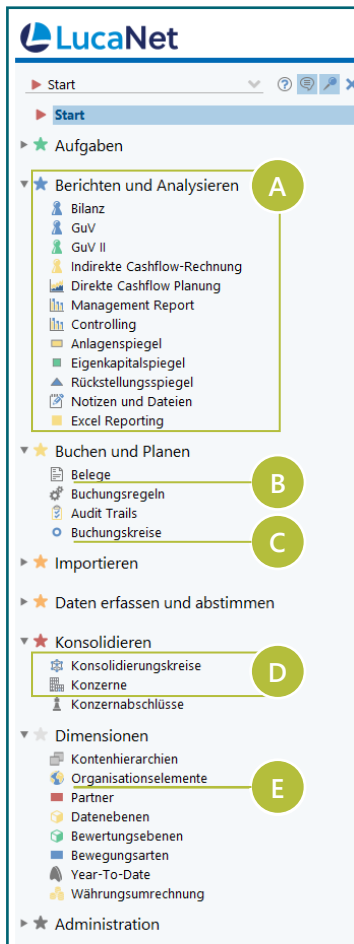 LucaNet
Start
Start
Aufgaben
Berichten und Analysieren
A
Bilanz
GuV
GuV II
Indirekte Cashflow-Rechnung
Direkte Cashflow Planung
Management Report
Controlling
Anlagenspiegel
Eigenkapitalspiegel
Rückstellungsspiegel
Notizen und Dateien
Excel Reporting
Buchen und Planen
Belege
B
Buchungsregeln
Audit Trails
Buchungskreise
C
Importieren
Daten erfassen und abstimmen
Konsolidieren
Konsolidierungskreise
D
Konzerne
Konzernabschlüsse
Dimensionen
Kontenhierarchien
Organisationselemente
E
Partner
Datenebenen
Bewertungsebenen
Bewegungsarten
Year-To-Date
Währungsumrechnung
Administration